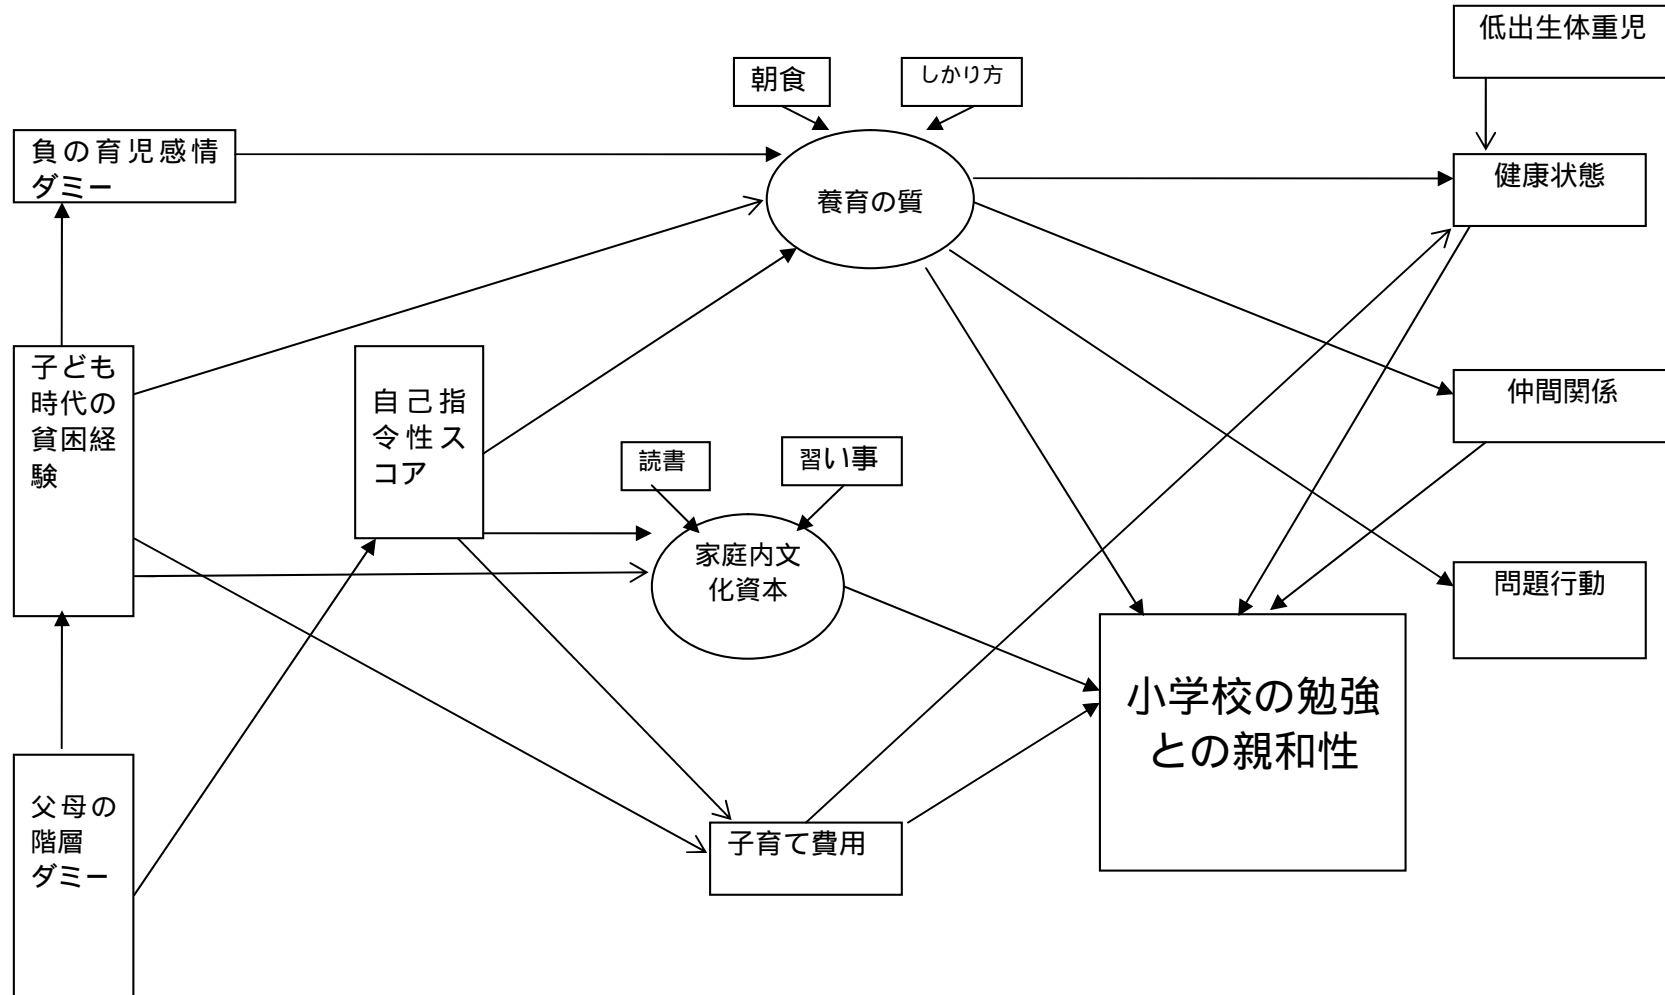 低出生体重児
朝食
しかり方
負の育児感情
ダミー
健康状態
養育の質
子ども
時代の
貧困経
験
自己指
令性ス
コア
仲間関係
読書
習い事
家庭内文
化資本
問題行動
小学校の勉強
との親和性
父母の
階層
ダミー
子育て費用